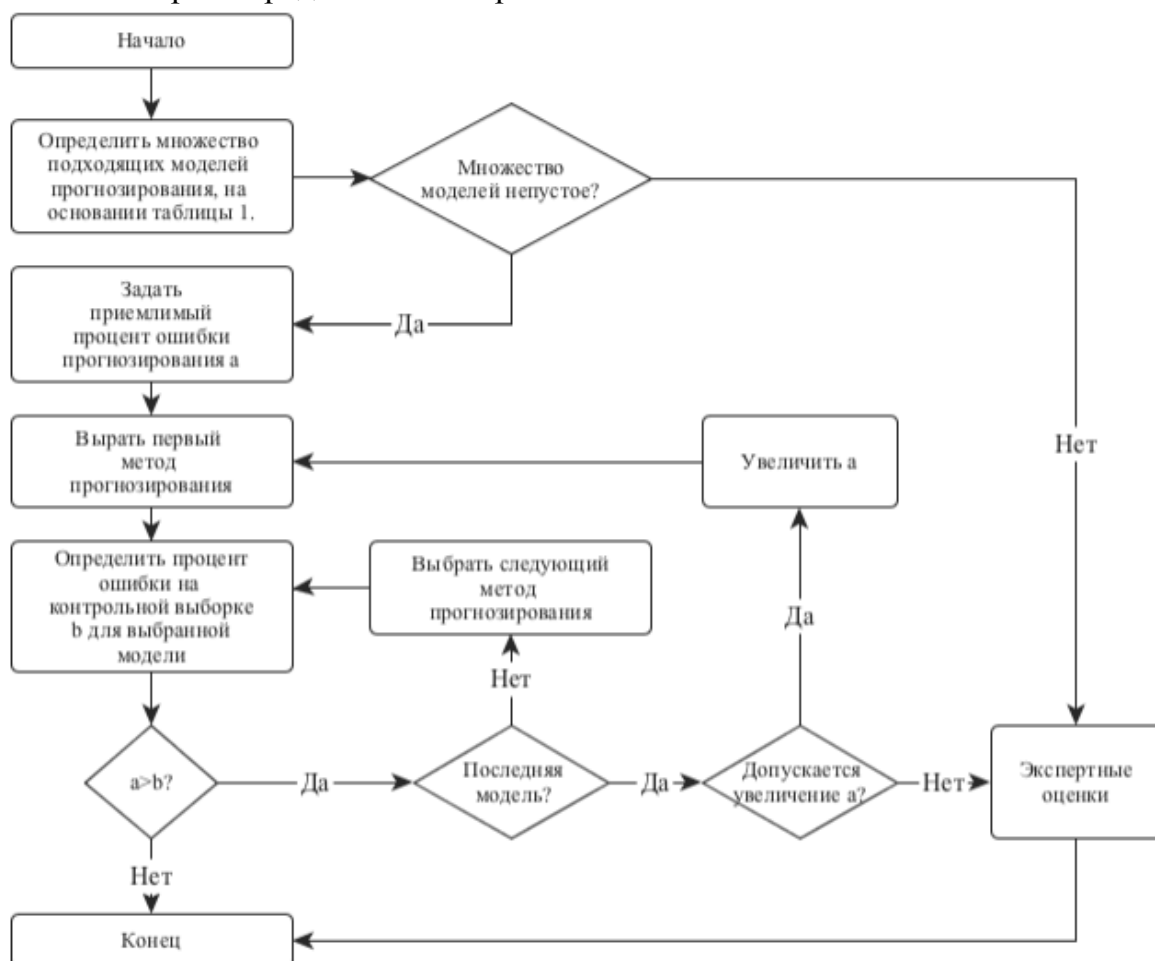 Начало
Определить множество
подходящих моделей
прогнозирования, на
основании таблицы 1.
Множество
моделей непустое?
Задать
приемлимый
процент ошибки
прогнозирования а
Да
Вырать первый
метод
прогнозирования
Увеличить а
Нет
Определить процент
ошибки на
контрольной выборке
b для выбранной
модели
Выбрать следующий
метод
прогнозирования
Да
Нет
a>b?
Да
Последняя
модель?
Да
Допускается
увеличение а?
Нет
Экспертные
оценки
Нет
Конец